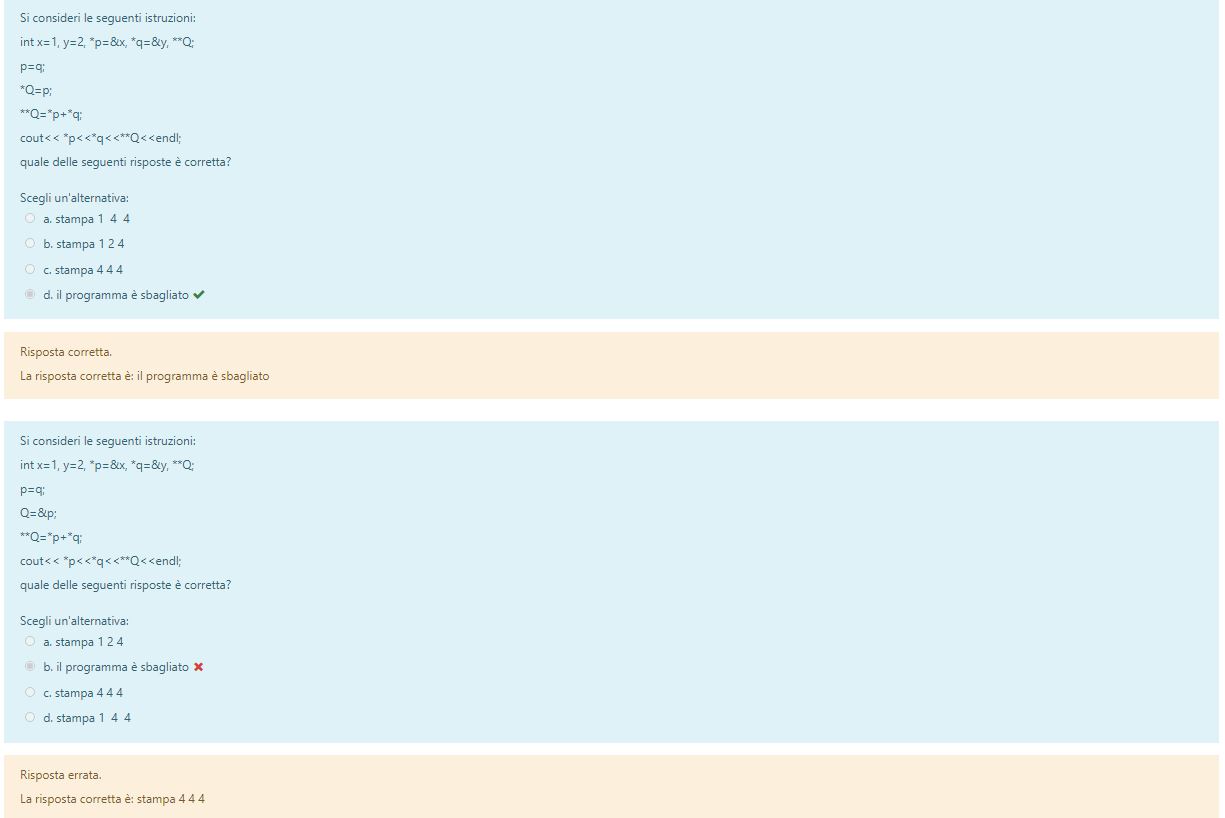 Si consideri le seguenti istruzioni:
int x=1, y=2, *p=&x, *q=&y, **Q;
p=q;
*Q=p;
**Q=*p+*q;
cout<< *p<<*q<<**Q<<endl;
quale delle seguenti risposte è corretta?
Scegli un'alternativa:
a. stampa 1 4 4
b. stampa 1 2 4
c. stampa 4 4 4
d. il programma è sbagliato
Risposta corretta.
La risposta corretta è: il programma è sbagliato
Si consideri le seguenti istruzioni:
int x=1, y=2, *p=&x, *q=&y, **Q;
p=q;
Q=&p;
**Q=*p+*q;
cout<< *p<<*q<<**Q<<endl;
quale delle seguenti risposte è corretta?
Scegli un'alternativa:
a. stampa 1 2 4
b. il programma è sbagliato
c. stampa 4 4 4
d. stampa 1 4 4
Risposta errata.
La risposta corretta è: stampa 4 4 4